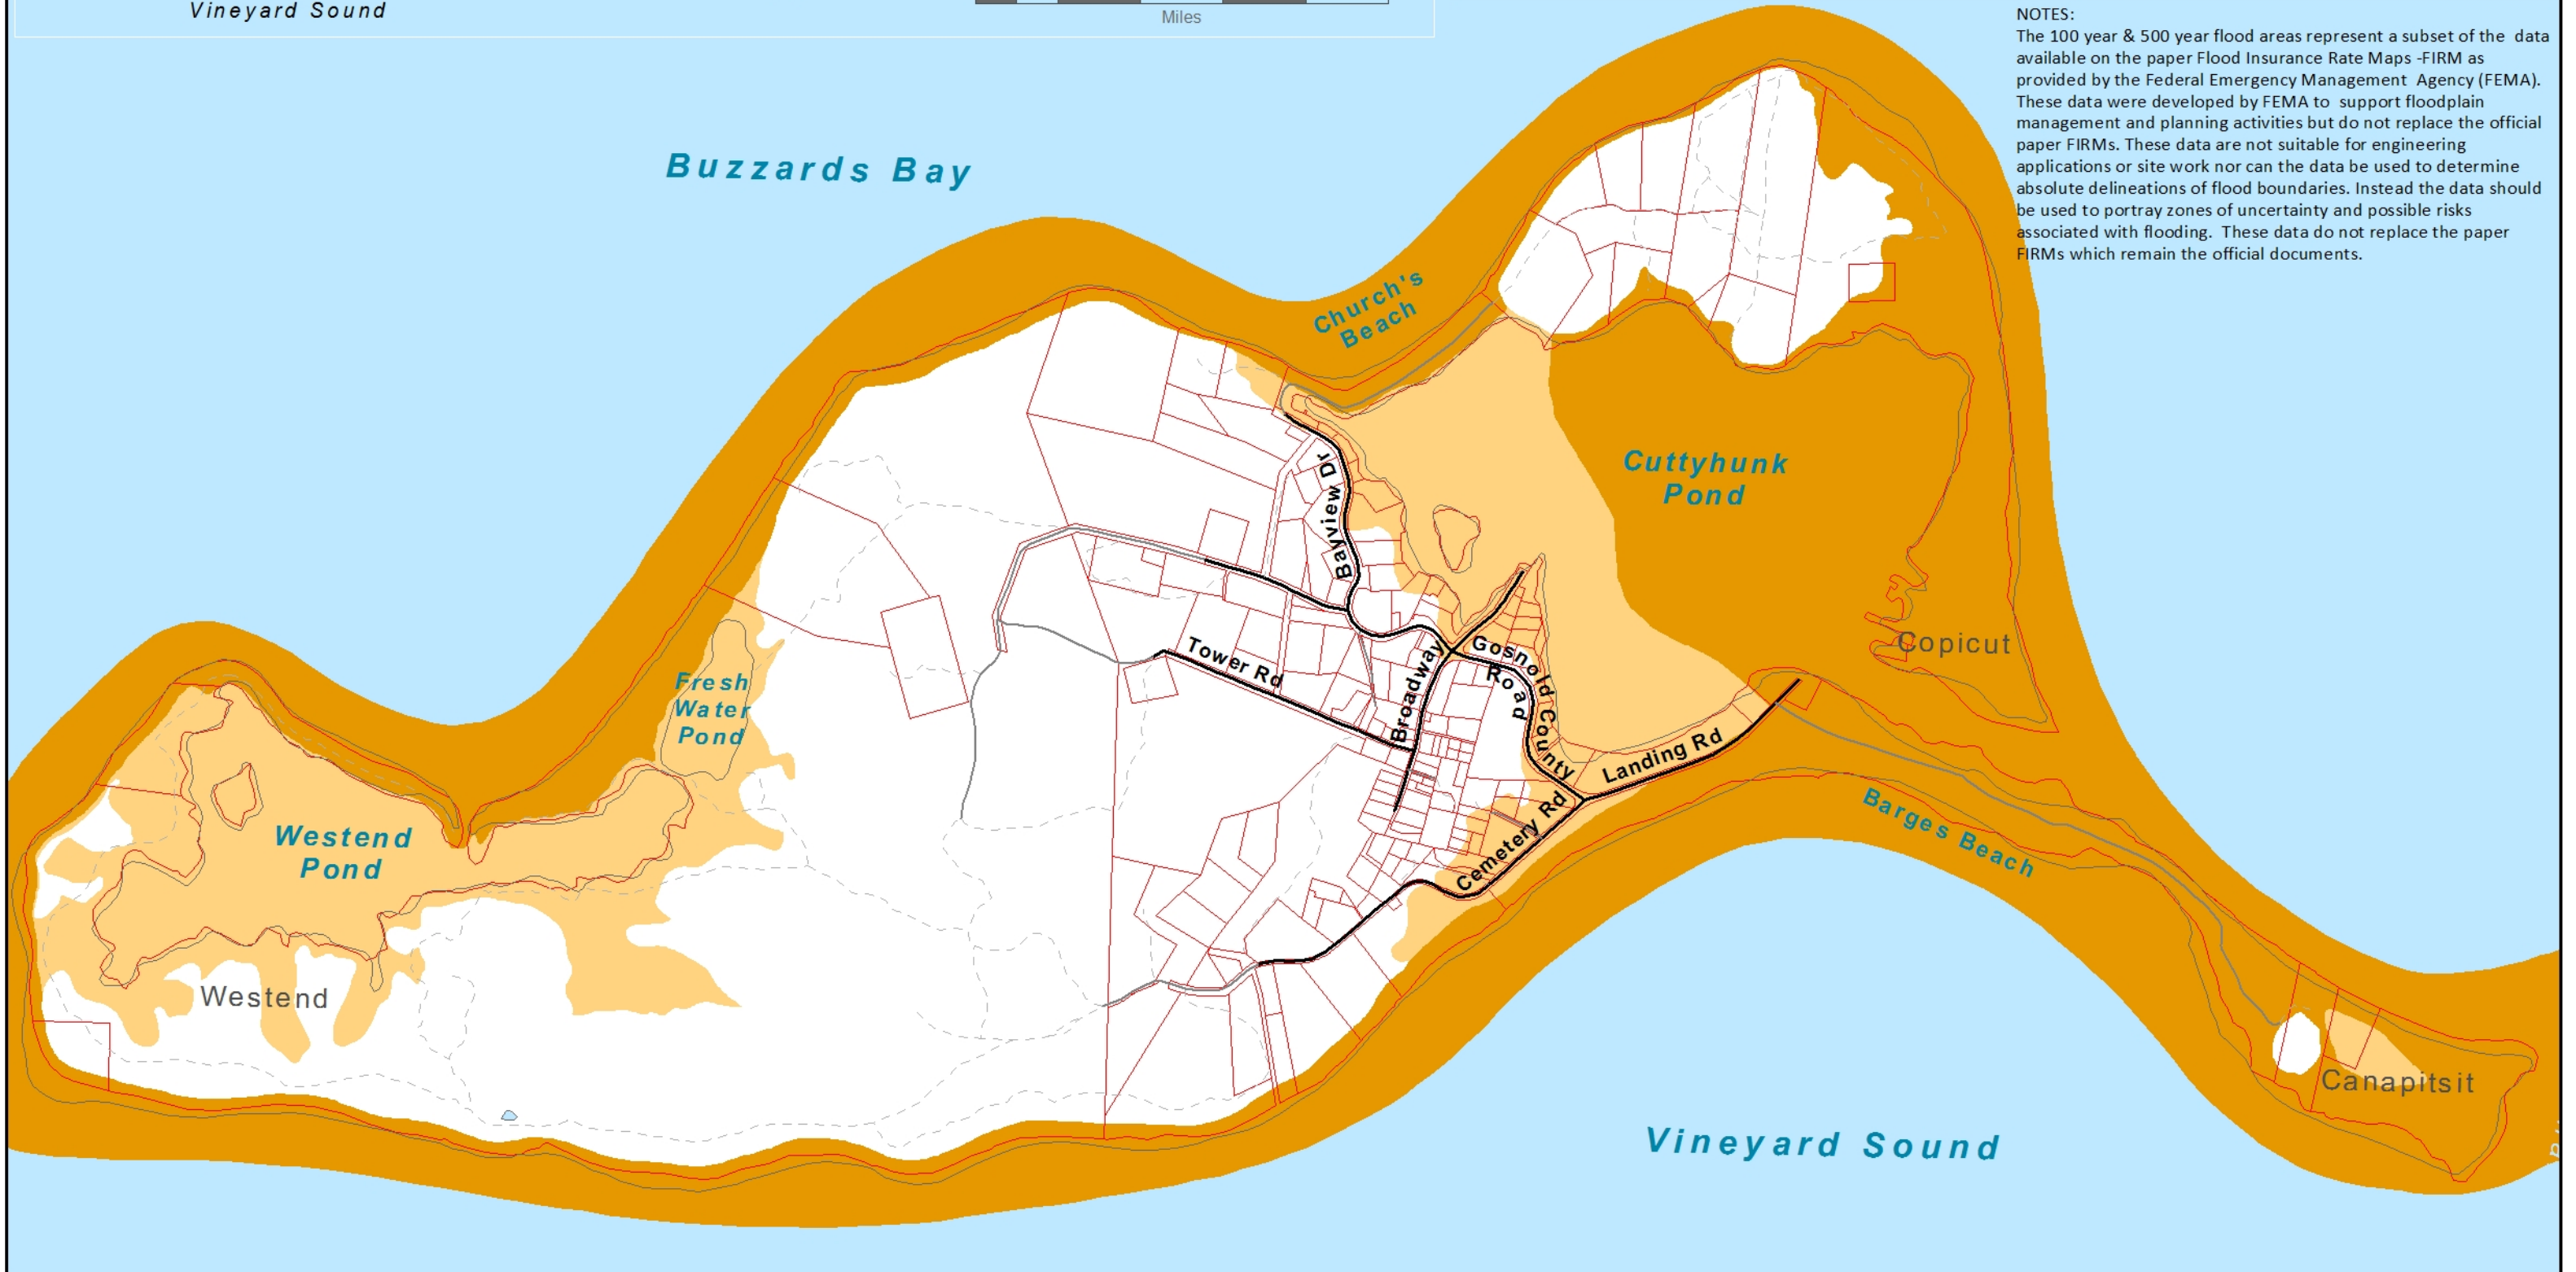 Vineyard Sound
Miles
NOTES:
The 100 year & 500 year flood areas represent a subset of the data
available on the paper Flood Insurance Rate Maps -FIRM as
provided by the Federal Emergency Management Agency (FEMA).
These data were developed by FEMA to support floodplain
management and planning activities but do not replace the official
paper FIRMs. These data are not suitable for engineering
applications or site work nor can the data be used to determine
absolute delineations of flood boundaries. Instead the data should
be used to portray zones of uncertainty and possible risks
associated with flooding. These data do not replace the paper
FIRMs which remain the official documents.
Buzzards Bay
Church's
Beach
Cuttyhunk
Pond
Bayview Dr
Copicut
Tower Rd
Broadway
Gosnold County
Road
Fresh
Water
Pond
Landing Rd
Cemetery Rd
Barges Beach
Westend
Pond
Westend
Canapitsit
Vineyard Sound